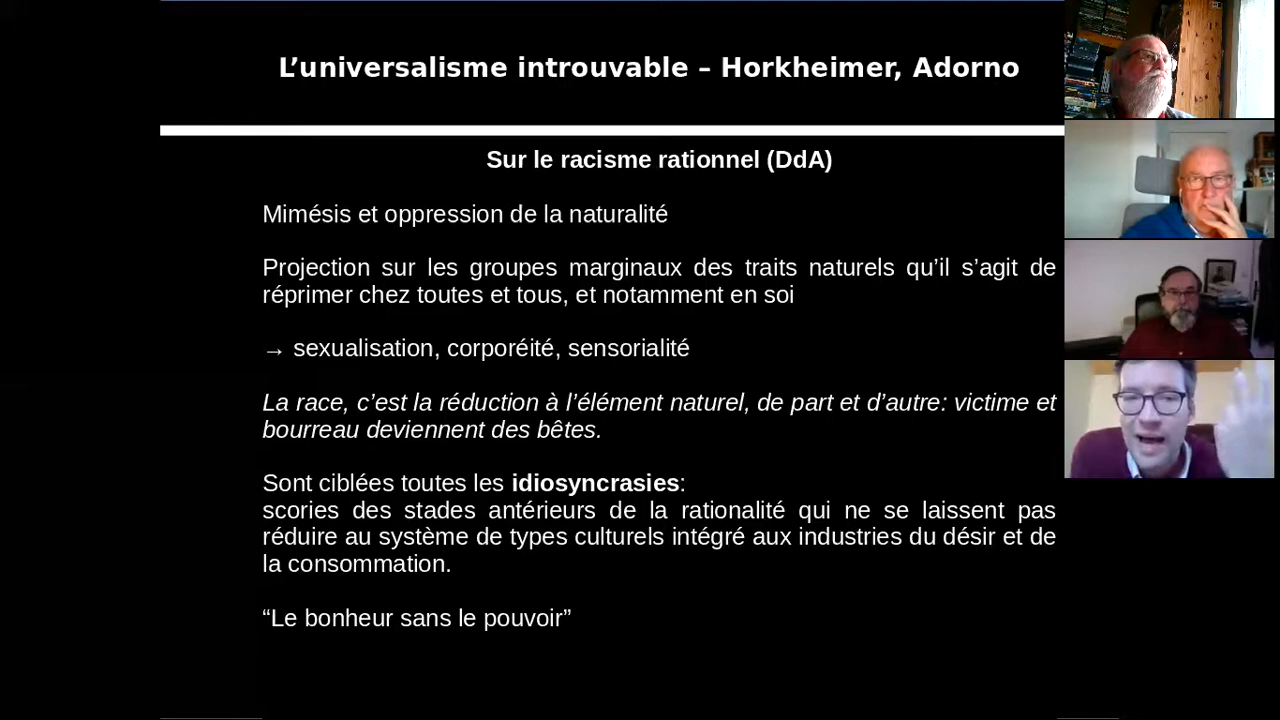 L’universalisme introuvable – Horkheimer, Adorno
Sur le racisme rationnel (DdA)
Mimésis et oppression de la naturalité
Projection sur les groupes marginaux des traits naturels qu’il s’agit de
réprimer chez toutes et tous, et notamment en soi
→ sexualisation, corporéité, sensorialité
La race, c’est la réduction à l’élément naturel, de part et d’autre: victime et
bourreau deviennent des bêtes.
Sont ciblées toutes les idiosyncrasies:
scories des stades antérieurs de la rationalité qui ne se laissent pas
réduire au système de types culturels intégré aux industries du désir et de
la consommation.
“Le bonheur sans le pouvoir”